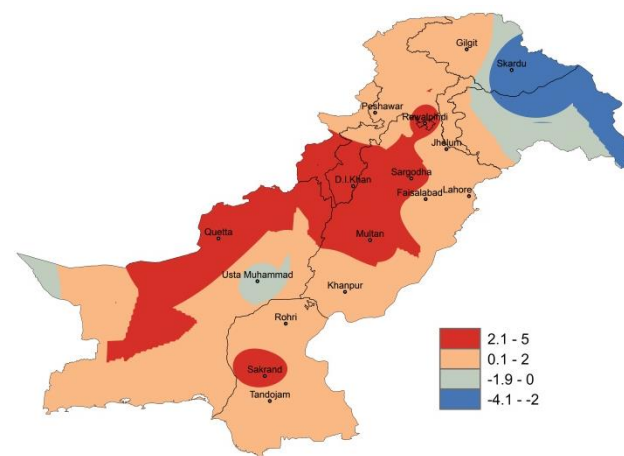 Gilgit
Skardu
Peshawar
Rawalpindi
Jhelum
D.I.Khan
Sargodha
Faisalabad
Lahore
Quetta
Multan
Usta Muhammad
Khanpur
Rohri
Sakrand
Tandojam
2.1 - 5
0.1 - 2
-1.9 - 0
-4.1 - -2